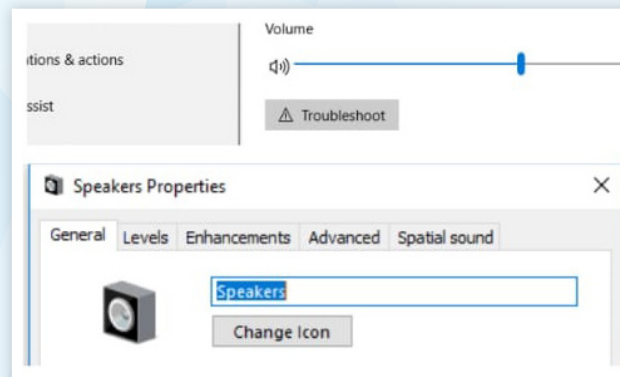 Volume
tions & actions
ssist
Troubleshoot
Speakers Properties
General Levels Enhancements Advanced Spatial sound
Speakers
Change Icon